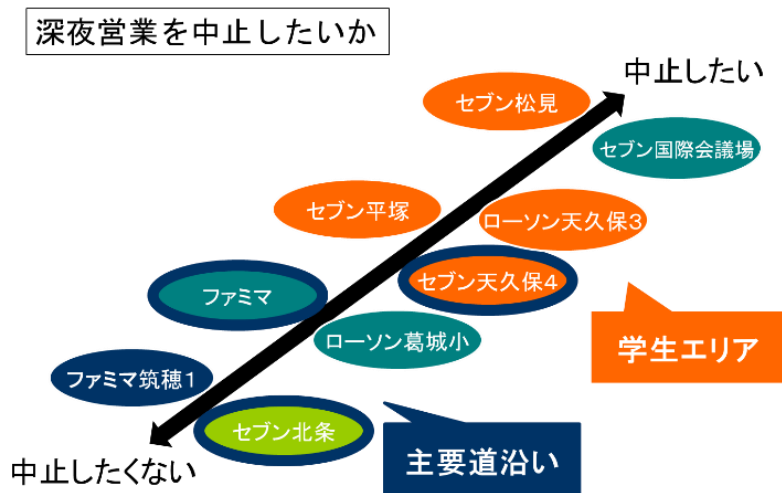 深夜営業を中止したいか
中止したい
セブン松見
セブン国際会議場
セブン平塚
ローソン天久保3
セブン天久保4
ファミマ
ローソン葛城小
学生エリア
ファミマ筑穂1
セブン北条
主要道沿い
中止したくない